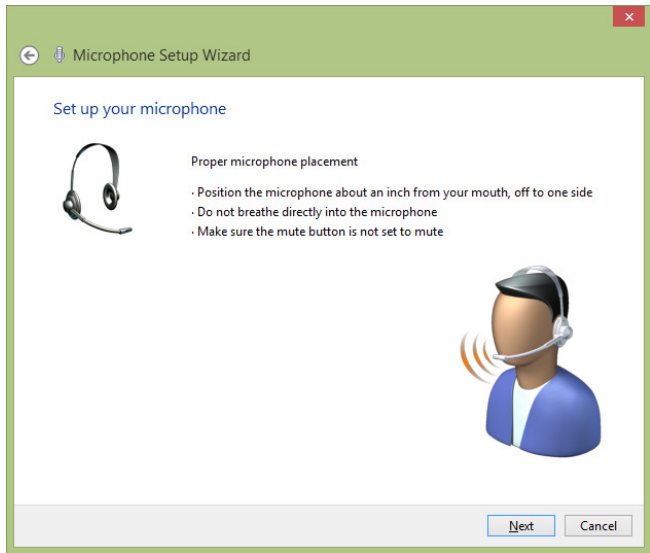 Microphone Setup Wizard
Set up your microphone
Proper microphone placement
· Position the microphone about an inch from your mouth, off to one side
· Do not breathe directly into the microphone
· Make sure the mute button is not set to mute
Next Cancel